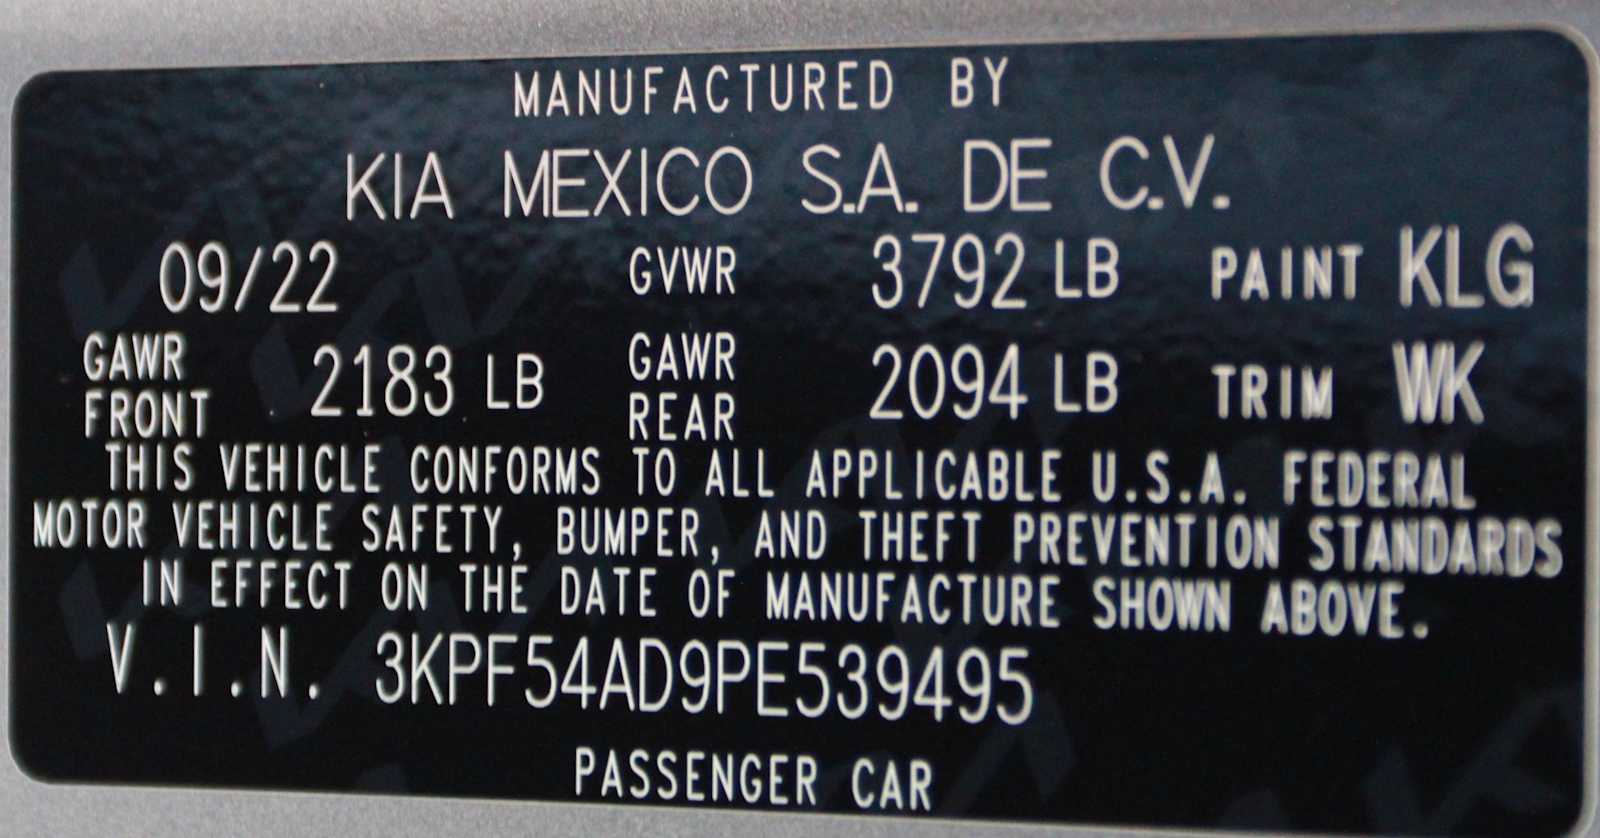 MANUFACTURED BY
KIA MEXICO S.A. DE C.V.
09/22 GVWR 3792 LB PAINT KLG
GAWR FRONT 2183 LB GAWR REAR 2094 LB TRIM WK
THIS VEHICLE CONFORMS TO ALL APPLICABLE U.S.A. FEDERAL
MOTOR VEHICLE SAFETY, BUMPER, AND THEFT PREVENTION STANDARDS
IN EFFECT ON THE DATE OF MANUFACTURE SHOWN ABOVE.
V.I.N. 3KPF54AD9PE539495
PASSENGER CAR